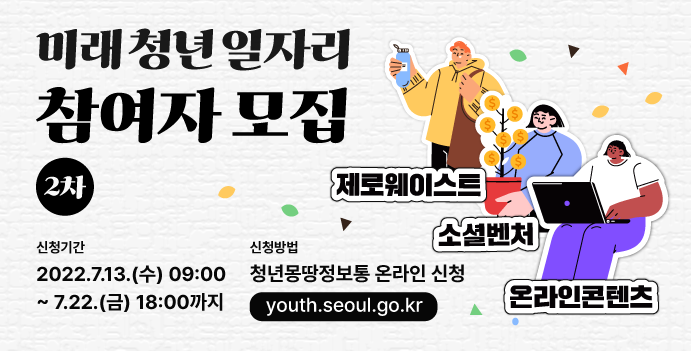 미래 청년 일자리
참여자 모집
2차
신청기간
2022.7.13.(수) 09:00
~ 7.22.(금) 18:00까지
신청방법
청년몽땅정보통 온라인 신청
youth.seoul.go.kr
제로웨이스트
소셜벤처
온라인콘텐츠